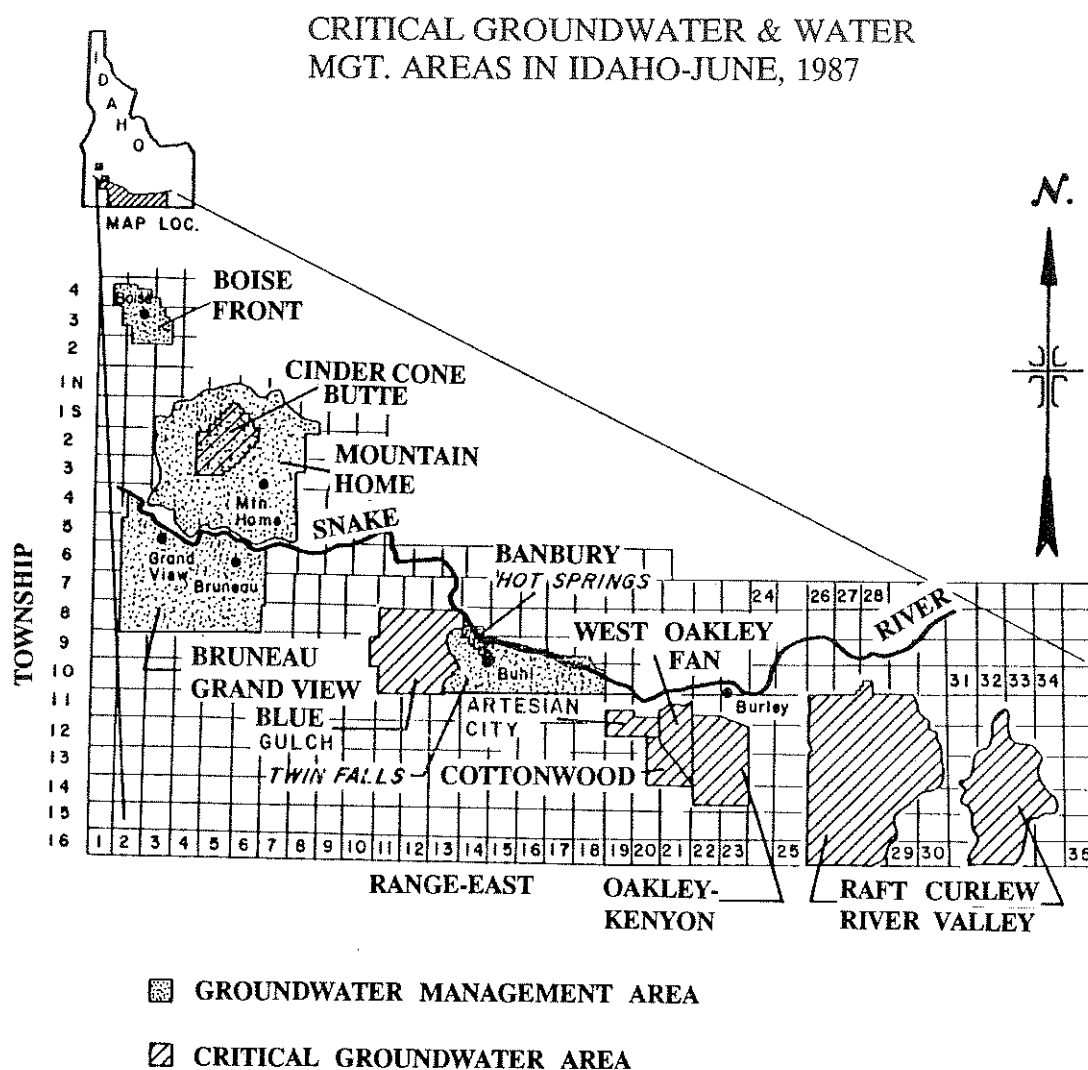 CRITICAL GROUNDWATER & WATER
MGT. AREAS IN IDAHO-JUNE, 1987
IDAHO
MAP LOC.
N.
BOISE
FRONT
Boise
CINDER CONE
BUTTE
MOUNTAIN
HOME
Mtn.
Home
SNAKE
Grand
View
Bruneau
BANBURY
HOT SPRINGS
WEST OAKLEY
FAN
RIVER
BRUNEAU
GRAND VIEW
BLUE
GULCH
TWIN FALLS
Buhl
ARTESIAN
CITY
Burley
COTTONWOOD
TOWNSHIP
4
3
2
1N
1S
2
3
4
5
6
7
8
9
10
11
12
13
14
15
16
24
26 27 28
31 32 33 34
1 2 3 4 5 6 7 8 9 10 11 12 13 14 15 16 17 18 19 20 21 22 23 25 29 30 35
RANGE-EAST
OAKLEY-
KENYON
RAFT CURLEW
RIVER VALLEY
GROUNDWATER MANAGEMENT AREA
CRITICAL GROUNDWATER AREA